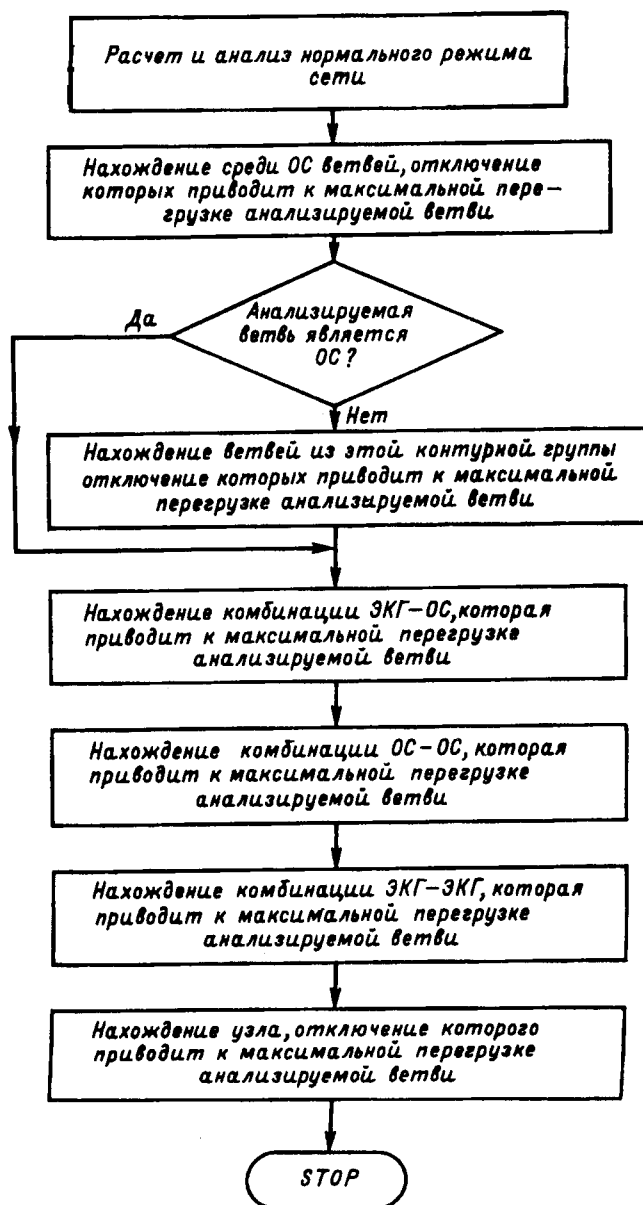 Расчет и анализ нормального режима
сети
Нахождение среди ОС ветвей, отключение
которых приводит к максимальной пере-
грузке анализируемой ветви
Анализируемая
ветвь является
ОС?
Да
Нет
Нахождение ветвей из этой контурной группы
отключение которых приводит к максимальной
перегрузке анализируемой ветви
Нахождение комбинации ЭКГ-ОС, которая
приводит к максимальной перегрузке
анализируемой ветви
Нахождение комбинации ОС-ОС, которая
приводит к максимальной перегрузке
анализируемой ветви
Нахождение комбинации ЭКГ-ЭКГ, которая
приводит к максимальной перегрузке
анализируемой ветви
Нахождение узла, отключение которого
приводит к максимальной перегрузке
анализируемой ветви
STOP